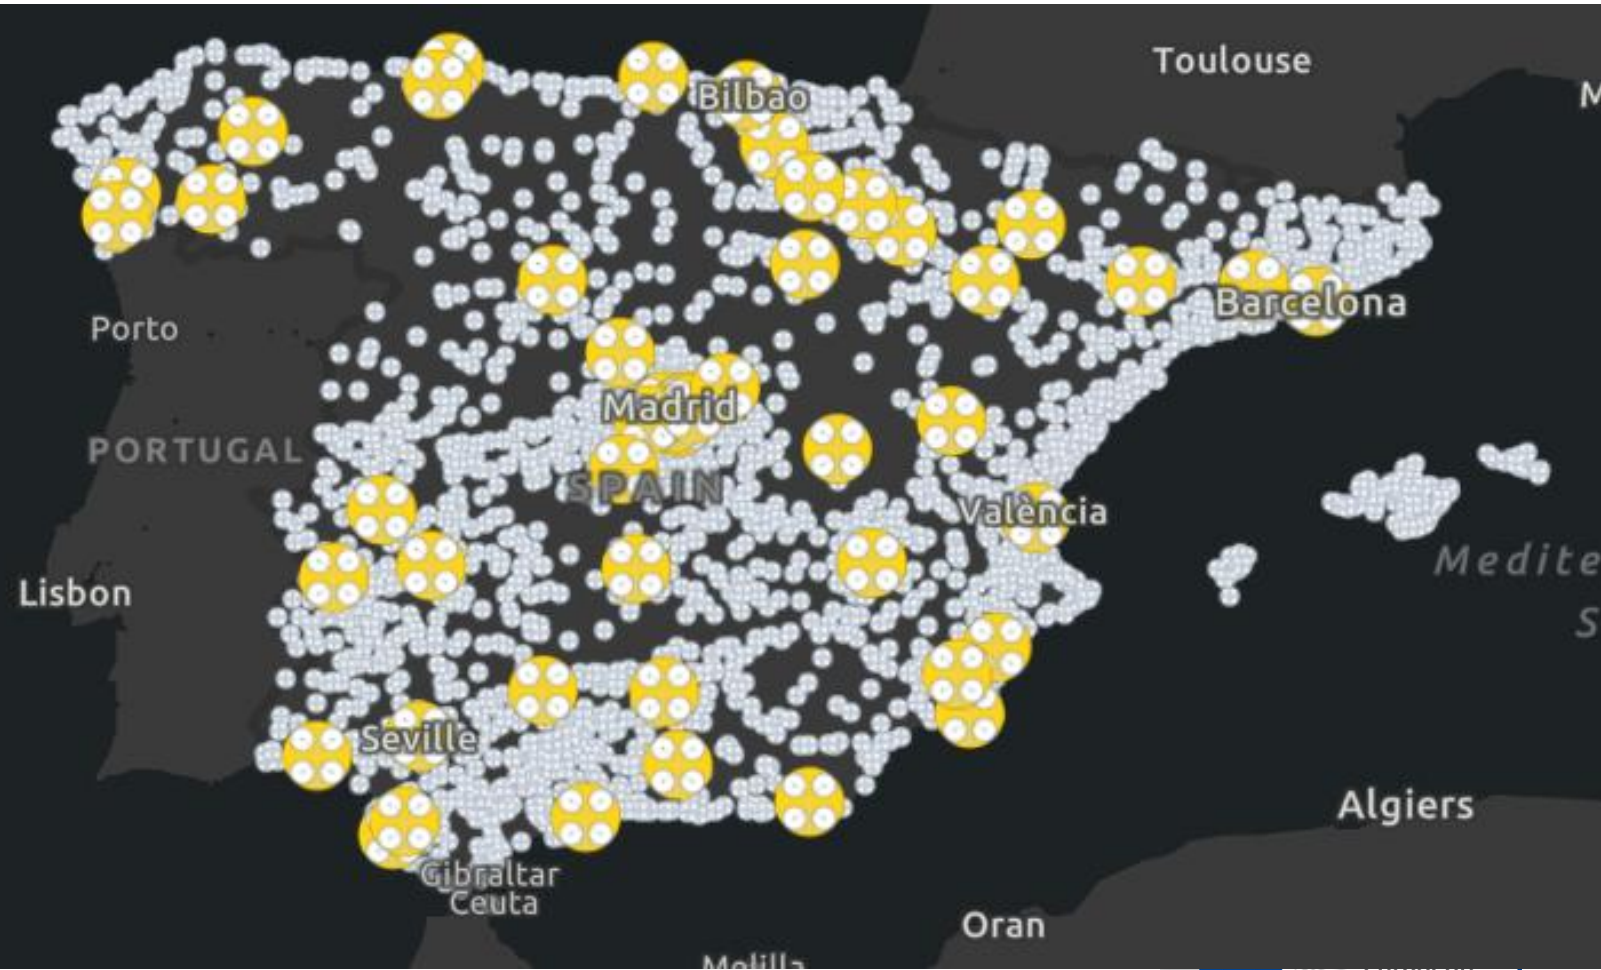 Toulouse
M
Bilbao
Barcelona
Porto
Madrid
PORTUGAL
SPAIN
València
Medite
Lisbon
S
Seville
Algiers
Gibraltar
Ceuta
Oran
Melilla